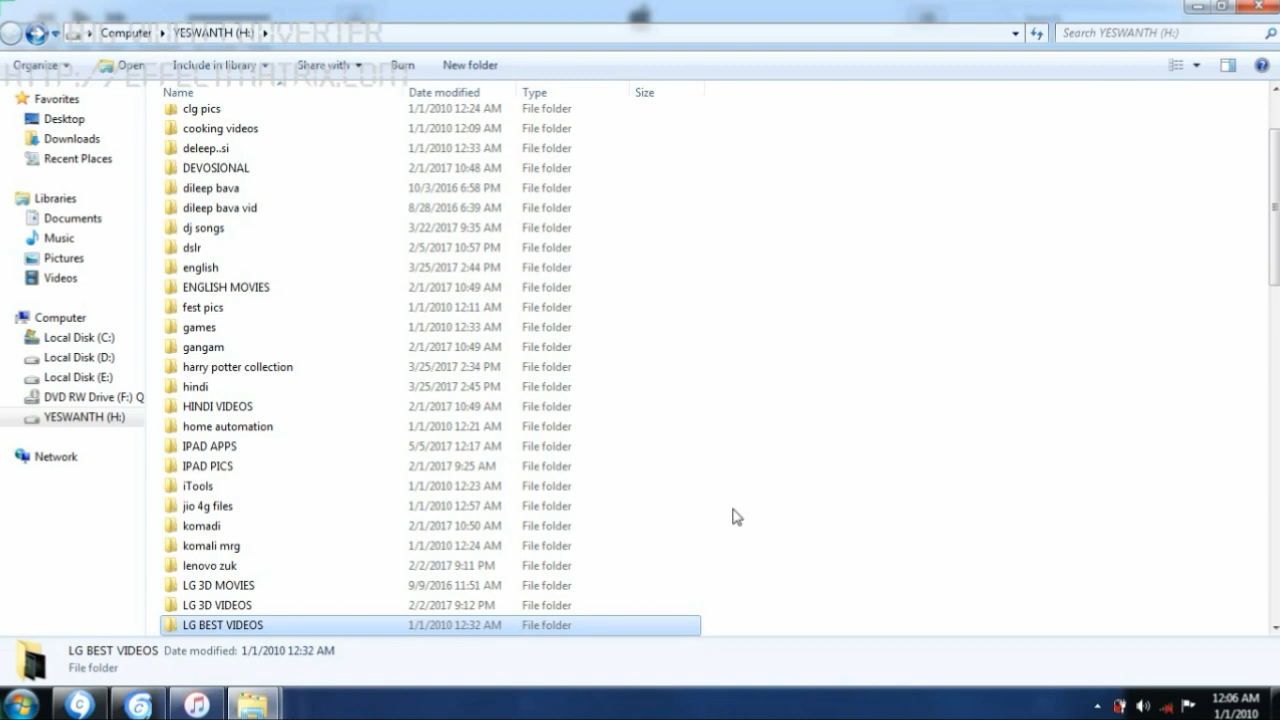 CONVERTER
Computer YESWANTH (H:)
Search YESWANTH (H:)
HTTP://EFFECTMATRIX.COM
Organize Open Include in library Share with Burn New folder
Name Date modified Type Size
Favorites
Desktop
Downloads
Recent Places
Libraries
Documents
Music
Pictures
Videos
Computer
Local Disk (C:)
Local Disk (D:)
Local Disk (E:)
DVD RW Drive (F:) Q
YESWANTH (H:)
Network
clg pics 1/1/2010 12:24 AM File folder
cooking videos 1/1/2010 12:09 AM File folder
deleep..si 1/1/2010 12:33 AM File folder
DEVOSIONAL 2/1/2017 10:48 AM File folder
dileep bava 10/3/2016 6:58 PM File folder
dileep bava vid 8/28/2016 6:39 AM File folder
dj songs 3/22/2017 9:35 AM File folder
dslr 2/5/2017 10:57 PM File folder
english 3/25/2017 2:44 PM File folder
ENGLISH MOVIES 2/1/2017 10:49 AM File folder
fest pics 1/1/2010 12:11 AM File folder
games 1/1/2010 12:33 AM File folder
gangam 2/1/2017 10:49 AM File folder
harry potter collection 3/25/2017 2:34 PM File folder
hindi 3/25/2017 2:45 PM File folder
HINDI VIDEOS 2/1/2017 10:49 AM File folder
home automation 1/1/2010 12:21 AM File folder
IPAD APPS 5/5/2017 12:17 AM File folder
IPAD PICS 2/1/2017 9:25 AM File folder
iTools 1/1/2010 12:23 AM File folder
jio 4g files 1/1/2010 12:57 AM File folder
komadi 2/1/2017 10:50 AM File folder
komali mrg 1/1/2010 12:24 AM File folder
lenovo zuk 2/2/2017 9:11 PM File folder
LG 3D MOVIES 9/9/2016 11:51 AM File folder
LG 3D VIDEOS 2/2/2017 9:12 PM File folder
LG BEST VIDEOS 1/1/2010 12:32 AM File folder
LG BEST VIDEOS Date modified: 1/1/2010 12:32 AM
File folder
12:06 AM
1/1/2010